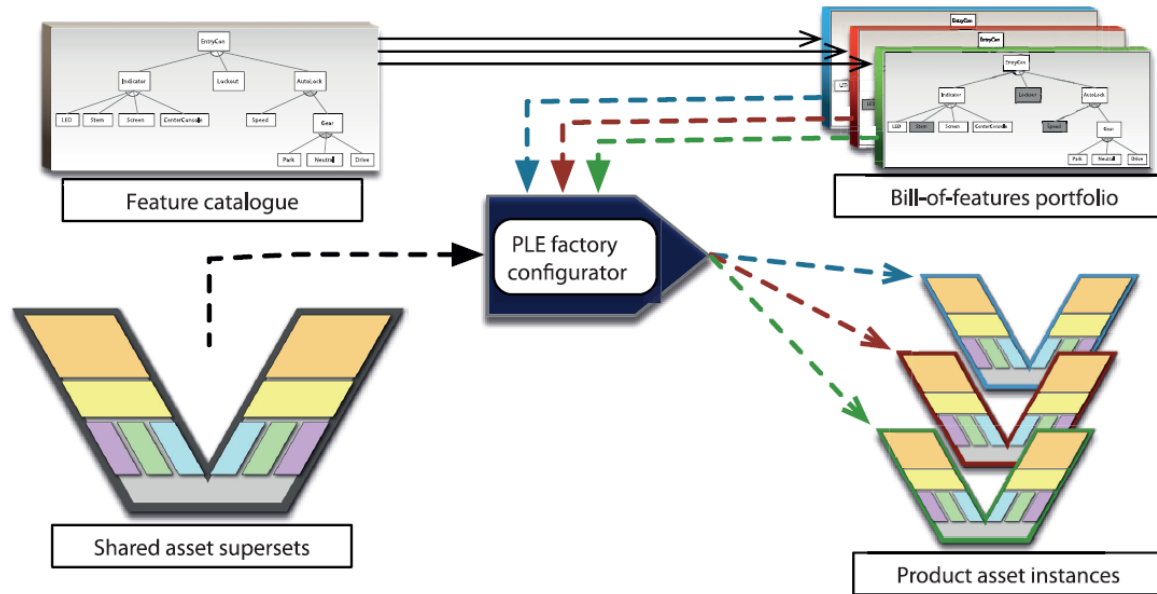 EntryCon
Indicator
Lockout
AutoLock
LED
Stem
Screen
CenterConsole
Speed
Gear
Park
Neutral
Drive
Feature catalogue
EntryCon
EntryCon
EntryCon
Indicator
Lockout
AutoLock
LED
Stem
Screen
CenterConsole
Speed
Gear
Park
Neutral
Drive
Bill-of-features portfolio
PLE factory
configurator
Shared asset supersets
Product asset instances